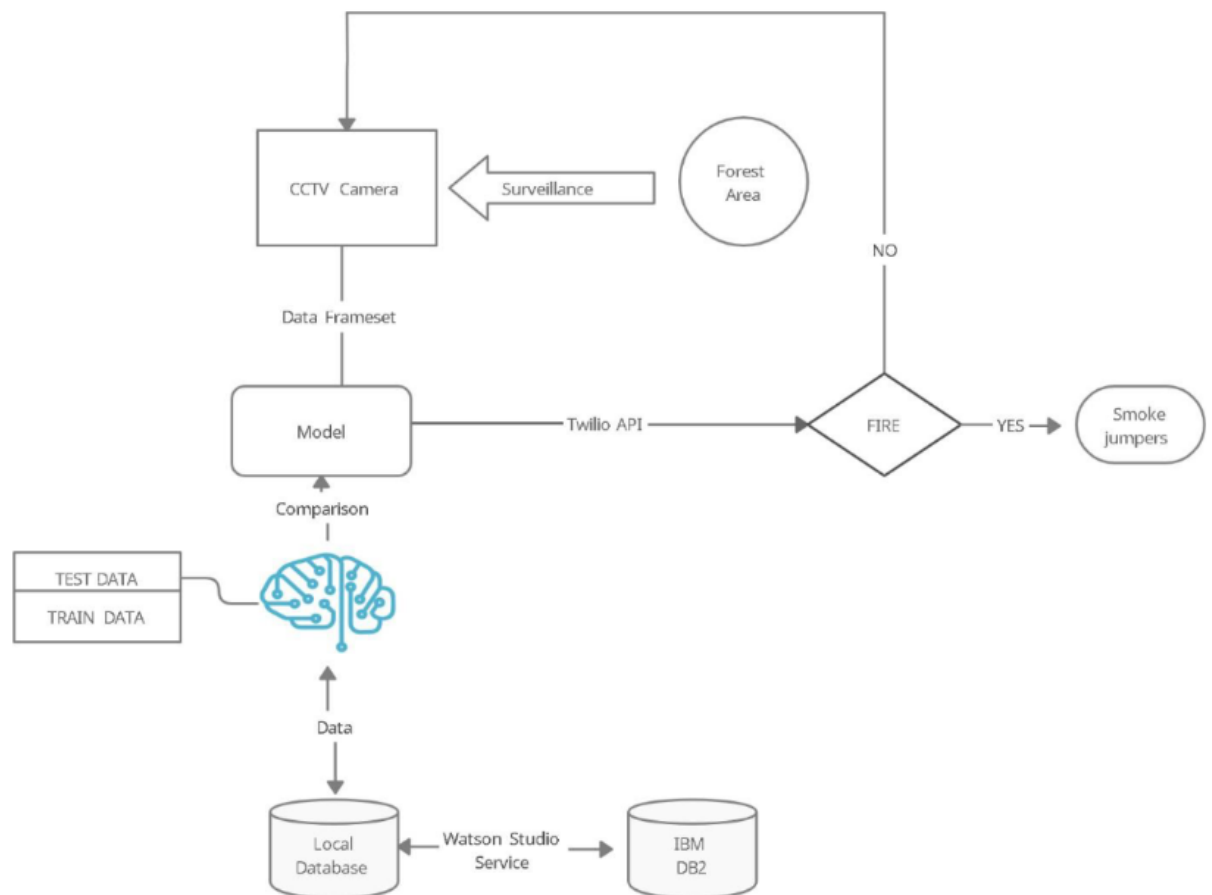 CCTV Camera
Surveillance
Forest
Area
NO
Data Frameset
Model
Twilio API
FIRE
YES
Smoke
jumpers
Comparison
TEST DATA
TRAIN DATA
Data
Local
Database
Watson Studio
Service
IBM
DB2